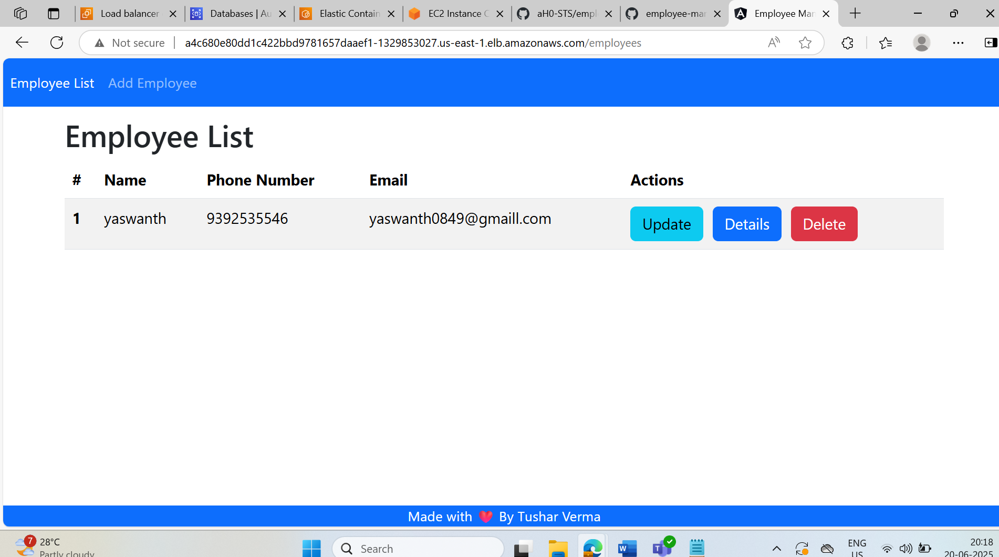 Load balancer
Databases | Au
Elastic Contain
EC2 Instance C
aH0-STS/empl
employee-mar
Employee Man
Not secure
a4c680e80dd1c422bbd9781657daaef1-1329853027.us-east-1.elb.amazonaws.com/employees
Employee List Add Employee
Employee List
# Name Phone Number Email Actions
1 yaswanth 9392535546 yaswanth0849@gmaill.com Update Details Delete
Made with ❤ By Tushar Verma
7 28°C
Partly cloudy
Search
ENG
US
20:18
20-06-2025